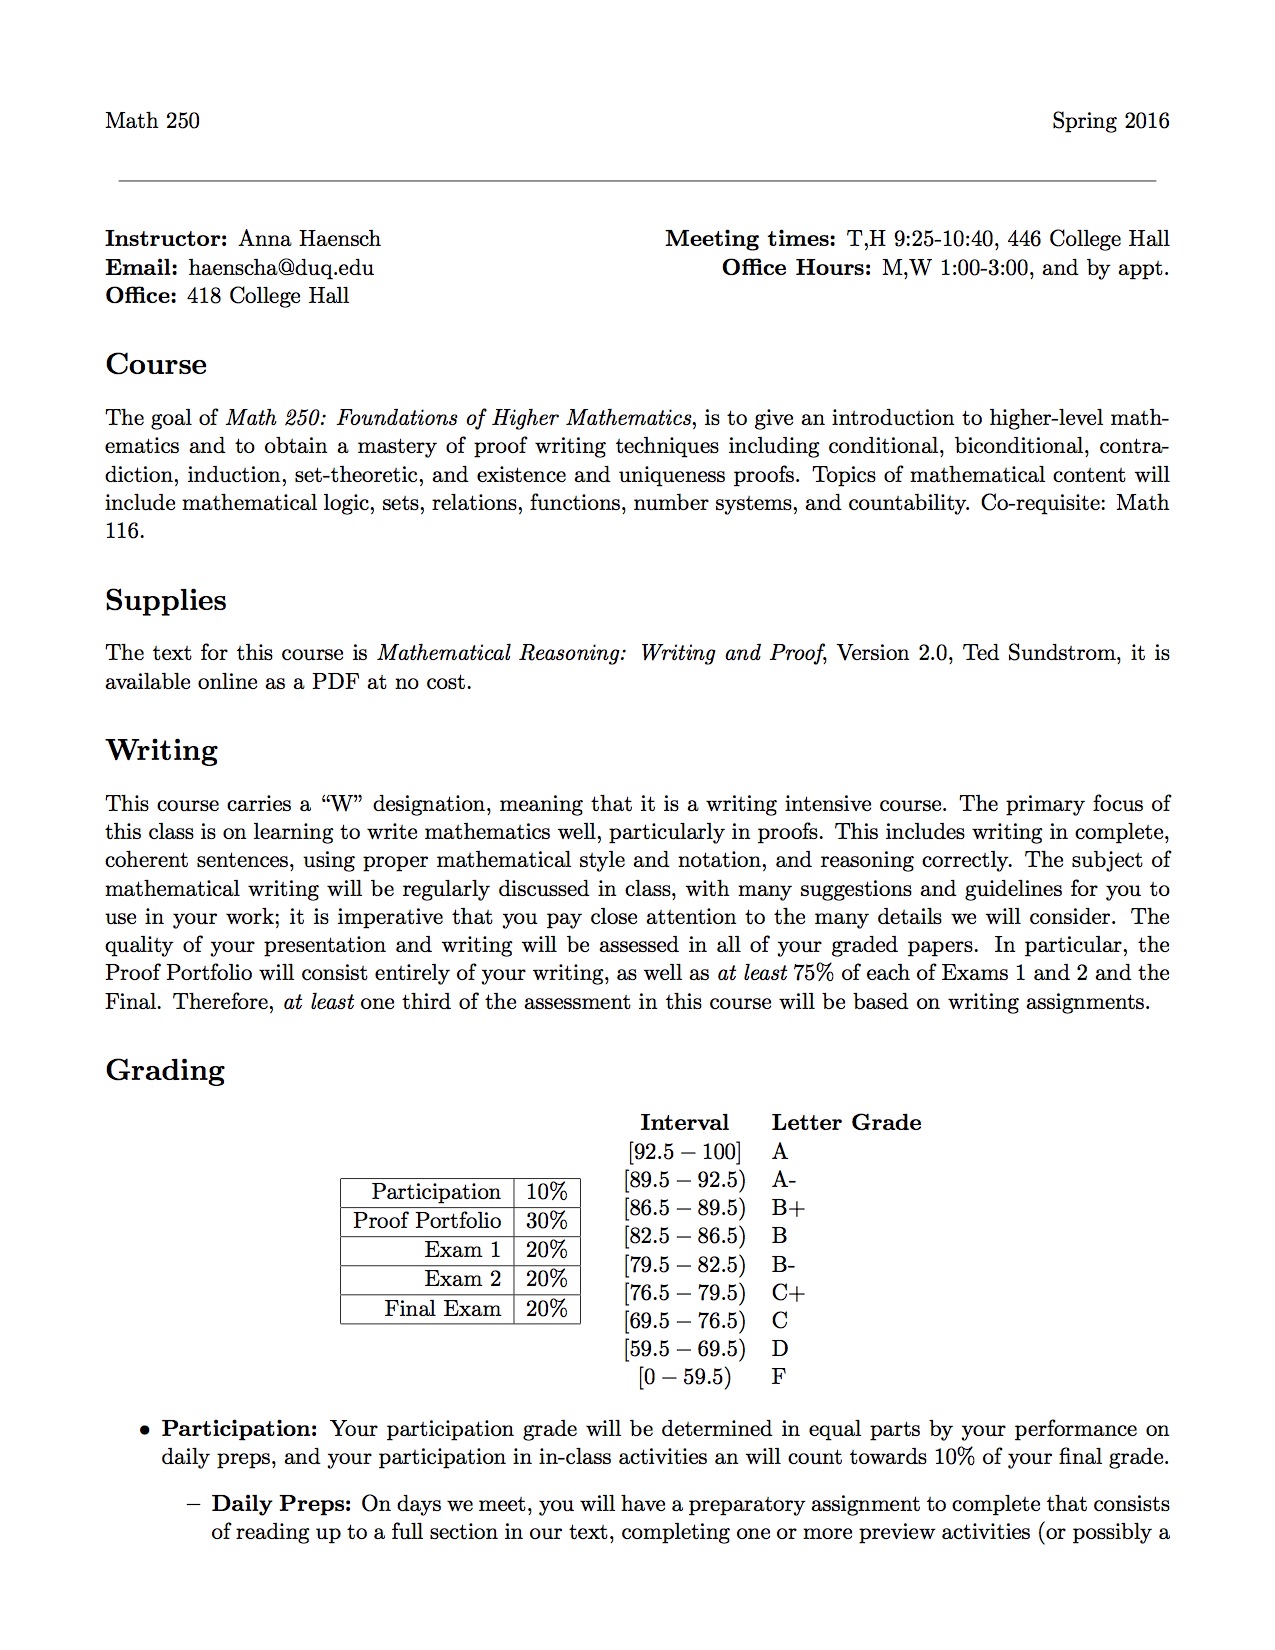 Math 250 Spring 2016
Instructor: Anna Haensch Meeting times: T,H 9:25-10:40, 446 College Hall
Email: haenscha@duq.edu Office Hours: M,W 1:00-3:00, and by appt.
Office: 418 College Hall
Course
The goal of Math 250: Foundations of Higher Mathematics, is to give an introduction to higher-level math-
ematics and to obtain a mastery of proof writing techniques including conditional, biconditional, contra-
diction, induction, set-theoretic, and existence and uniqueness proofs. Topics of mathematical content will
include mathematical logic, sets, relations, functions, number systems, and countability. Co-requisite: Math
116.
Supplies
The text for this course is Mathematical Reasoning: Writing and Proof, Version 2.0, Ted Sundstrom, it is
available online as a PDF at no cost.
Writing
This course carries a “W” designation, meaning that it is a writing intensive course. The primary focus of
this class is on learning to write mathematics well, particularly in proofs. This includes writing in complete,
coherent sentences, using proper mathematical style and notation, and reasoning correctly. The subject of
mathematical writing will be regularly discussed in class, with many suggestions and guidelines for you to
use in your work; it is imperative that you pay close attention to the many details we will consider. The
quality of your presentation and writing will be assessed in all of your graded papers. In particular, the
Proof Portfolio will consist entirely of your writing, as well as at least 75% of each of Exams 1 and 2 and the
Final. Therefore, at least one third of the assessment in this course will be based on writing assignments.
Grading
Participation 10%
Proof Portfolio 30%
Exam 1 20%
Exam 2 20%
Final Exam 20%
Interval Letter Grade
[92.5 – 100] A
[89.5 – 92.5) A-
[86.5 – 89.5) B+
[82.5 – 86.5) B
[79.5 – 82.5) B-
[76.5 – 79.5) C+
[69.5 – 76.5) C
[59.5 – 69.5) D
[0 – 59.5) F
• Participation: Your participation grade will be determined in equal parts by your performance on
daily preps, and your participation in in-class activities an will count towards 10% of your final grade.
– Daily Preps: On days we meet, you will have a preparatory assignment to complete that consists
of reading up to a full section in our text, completing one or more preview activities (or possibly a